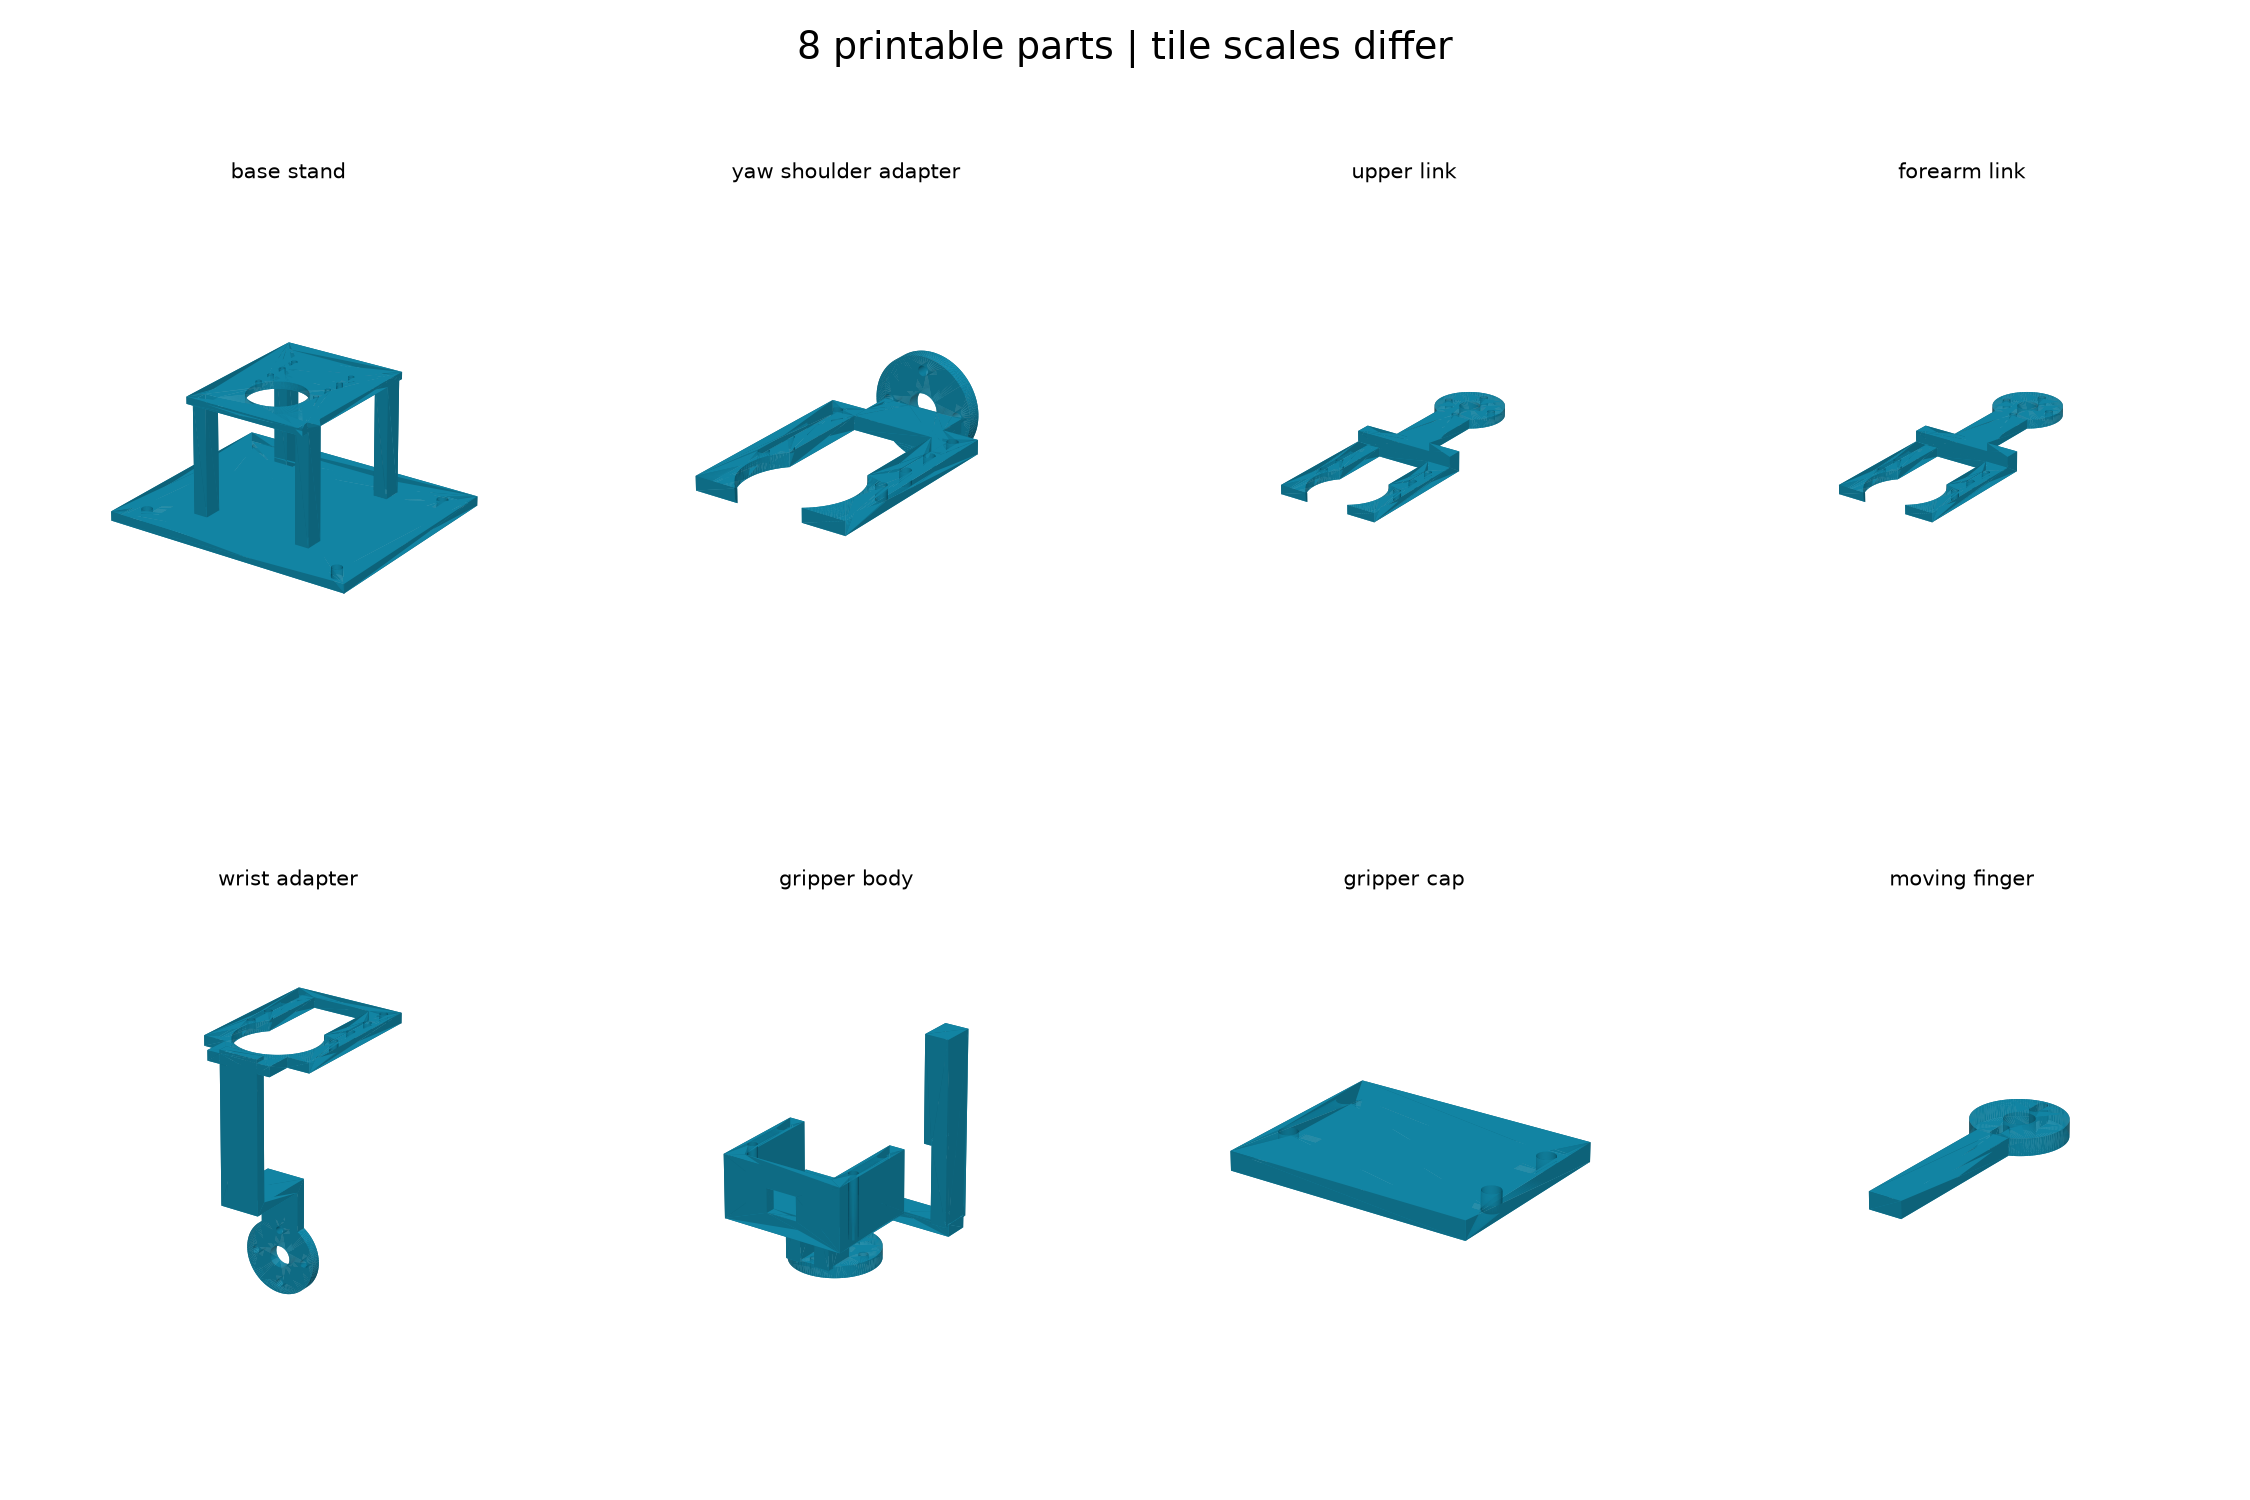 8 printable parts | tile scales differ
base stand
yaw shoulder adapter
upper link
forearm link
wrist adapter
gripper body
gripper cap
moving finger